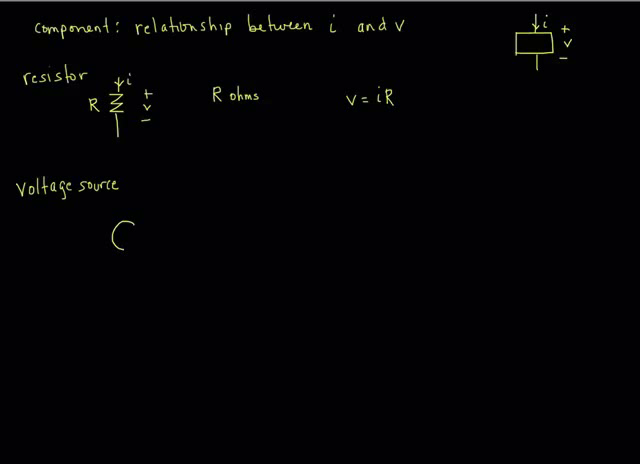 component: relationship between i and v
i
+
v
-
resistor
i
R
+
v
-
R ohms
v = iR
voltage source